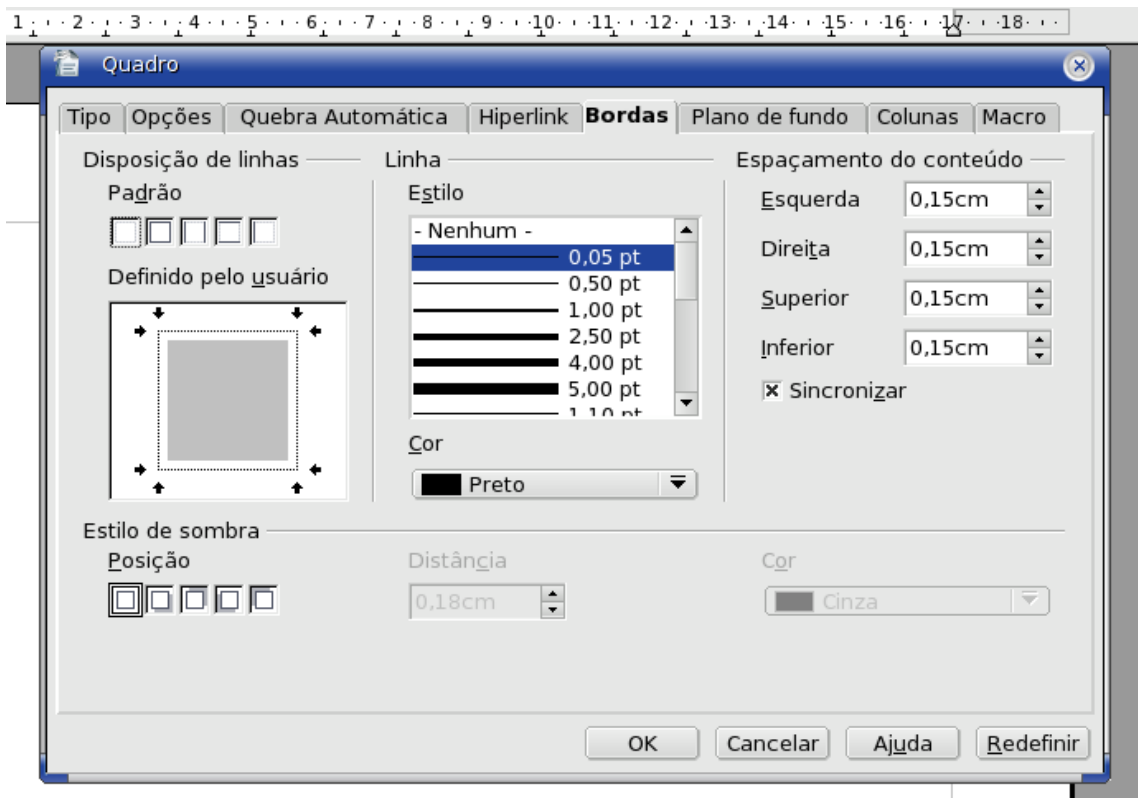 1 2 3 4 5 6 7 8 9 10 11 12 13 14 15 16 17 18
Quadro
Tipo Opções Quebra Automática Hiperlink Bordas Plano de fundo Colunas Macro
Disposição de linhas
Padrão
Definido pelo usuário
Linha
Estilo
- Nenhum -
0,05 pt
0,50 pt
1,00 pt
2,50 pt
4,00 pt
5,00 pt
1,10 pt
Cor
Preto
Espaçamento do conteúdo
Esquerda 0,15cm
Direita 0,15cm
Superior 0,15cm
Inferior 0,15cm
Sincronizar
Estilo de sombra
Posição
Distância
0,18cm
Cor
Cinza
OK Cancelar Ajuda Redefinir